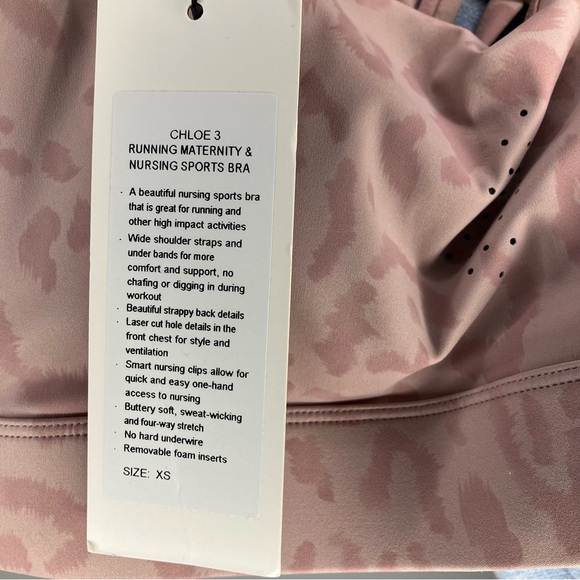 CHLOE 3
RUNNING MATERNITY &
NURSING SPORTS BRA
· A beautiful nursing sports bra
that is great for running and
other high impact activities
· Wide shoulder straps and
under bands for more
comfort and support, no
chafing or digging in during
workout
· Beautiful strappy back details
· Laser cut hole details in the
front chest for style and
ventilation
· Smart nursing clips allow for
quick and easy one-hand
access to nursing
· Buttery soft, sweat-wicking
and four-way stretch
· No hard underwire
· Removable foam inserts
SIZE: XS